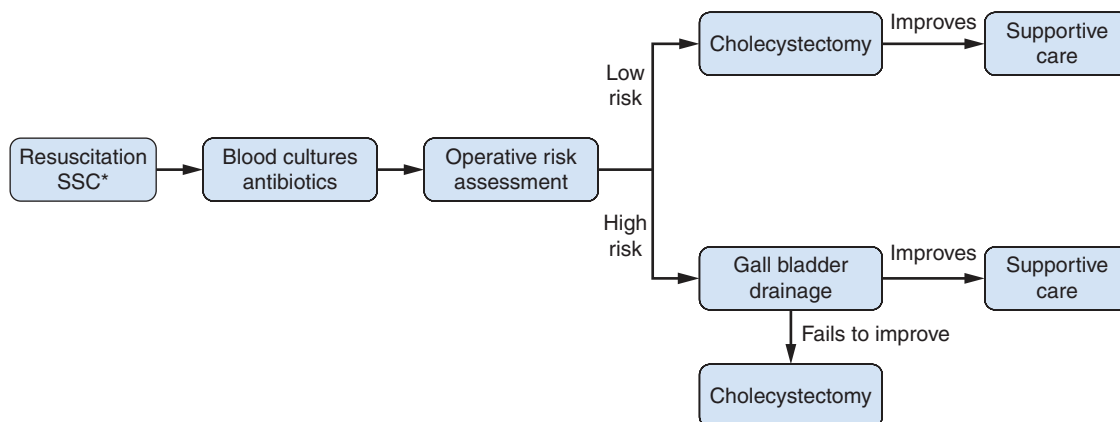 Resuscitation
SSC*
Blood cultures
antibiotics
Operative risk
assessment
Low
risk
Cholecystectomy
Improves
Supportive
care
High
risk
Gall bladder
drainage
Improves
Supportive
care
Fails to improve
Cholecystectomy